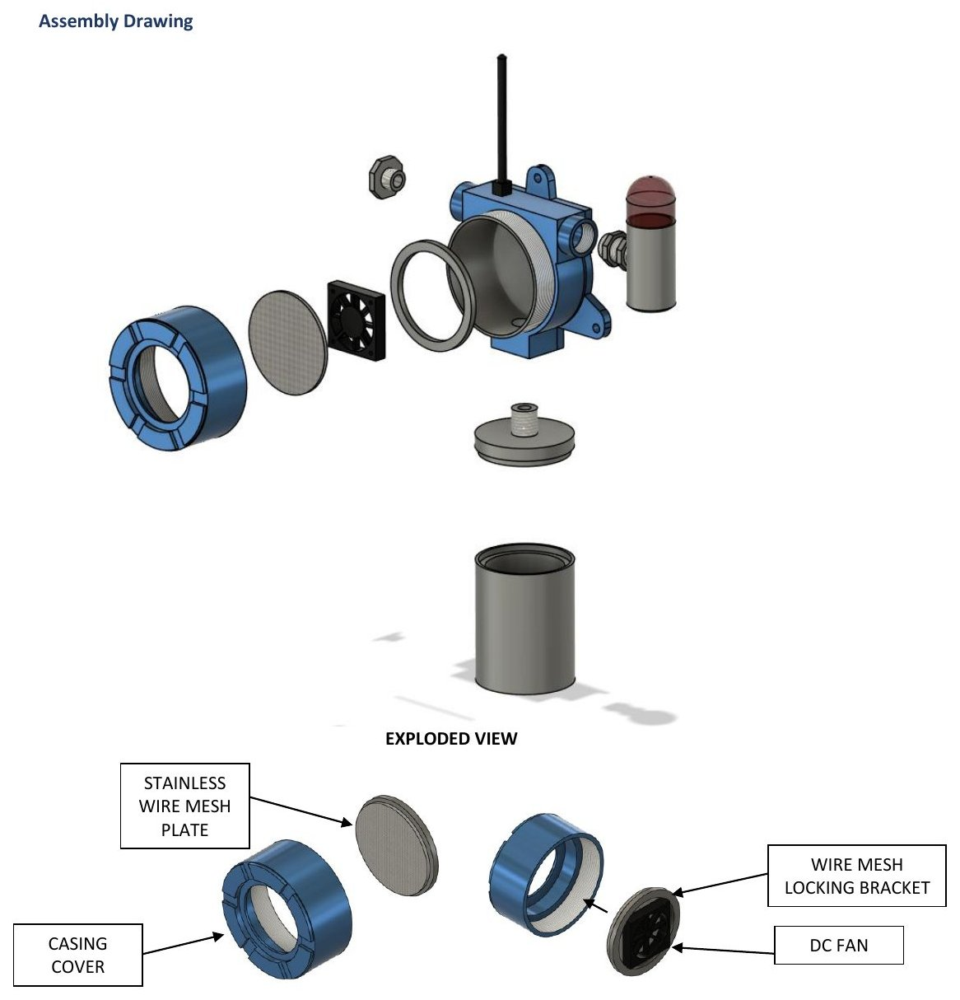 Assembly Drawing
EXPLODED VIEW
STAINLESS
WIRE MESH
PLATE
WIRE MESH
LOCKING BRACKET
CASING
COVER
DC FAN